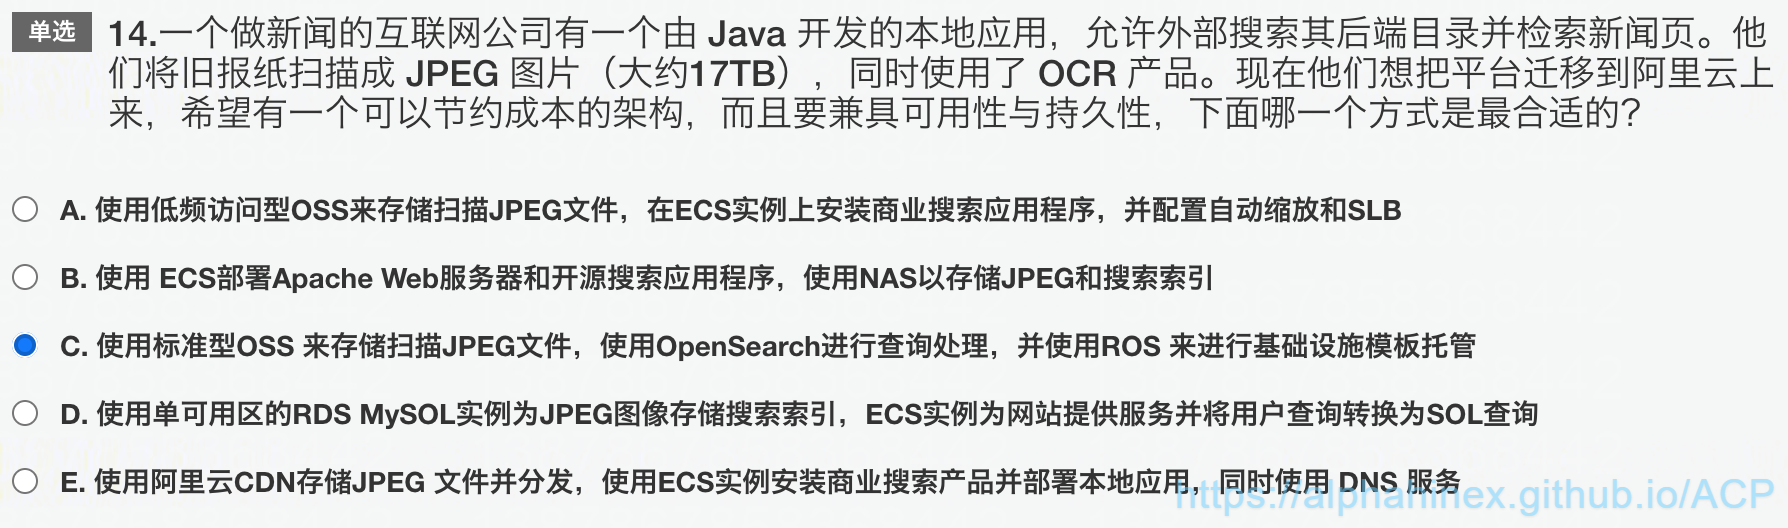 单选 14.一个做新闻的互联网公司有一个由 Java 开发的本地应用，允许外部搜索其后端目录并检索新闻页。他
们将旧报纸扫描成 JPEG 图片（大约17TB），同时使用了 OCR 产品。现在他们想把平台迁移到阿里云上
来，希望有一个可以节约成本的架构，而且要兼具可用性与持久性，下面哪一个方式是最合适的？
A. 使用低频访问型OSS来存储扫描JPEG文件，在ECS实例上安装商业搜索应用程序，并配置自动缩放和SLB
B. 使用 ECS部署Apache Web服务器和开源搜索应用程序，使用NAS以存储JPEG和搜索索引
C. 使用标准型OSS 来存储扫描JPEG文件，使用OpenSearch进行查询处理，并使用ROS 来进行基础设施模板托管
D. 使用单可用区的RDS MySOL实例为JPEG图像存储搜索索引，ECS实例为网站提供服务并将用户查询转换为SOL查询
E. 使用阿里云CDN存储JPEG 文件并分发，使用ECS实例安装商业搜索产品并部署本地应用，同时使用 DNS 服务
https://alphahinex.github.io/ACP